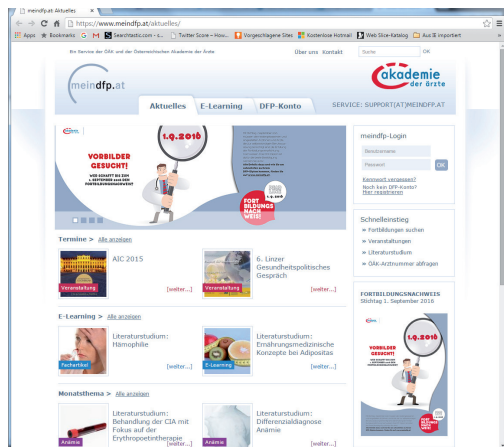 meindfp.at: Aktuelles
https://www.meindfp.at/aktuelles/
Apps
Bookmarks
G
M
Searchtastic.com - s...
Twitter Score - How...
Vorgeschlagene Sites
Kostenlose Hotmail
Web Slice-Katalog
Aus IE importiert
Ein Service der ÖÄK und der Österreichischen Akademie der Ärzte
Über uns Kontakt
Suche
OK
meindfp.at
akademie
der ärzte
Aktuelles
E-Learning
DFP-Konto
SERVICE: SUPPORT(AT)MEINDFP.AT
VORBILDER
GESUCHT!
1.9.2016
FORT
BILDUNGS
NACH
WEIS!
meindfp-Login
Benutzername
Passwort
OK
Kennwort vergessen?
Noch kein DFP-Konto?
Hier registrieren
Schnelleinstieg
» Fortbildungen suchen
» Veranstaltungen
» Literaturstudium
» ÖÄK-Arztnummer abfragen
Termine > Alle anzeigen
Veranstaltung
AIC 2015
[weiter...]
Veranstaltung
6. Linzer
Gesundheitspolitisches
Gespräch
[weiter...]
E-Learning > Alle anzeigen
Fachartikel
Literaturstudium:
Hämophilie
[weiter...]
E-Learning
Literaturstudium:
Ernährungsmedizinische
Konzepte bei Adipositas
[weiter...]
Monatsthema > Alle anzeigen
Anämie
Literaturstudium:
Behandlung der CIA mit
Fokus auf der
Erythropoetintherapie
[weiter...]
Anämie
Literaturstudium:
Differenzialdiagnose
Anämie
[weiter...]
FORTBILDUNGSNACHWEIS
Stichtag 1. September 2016
VORBILDER
GESUCHT!
1.9.2016